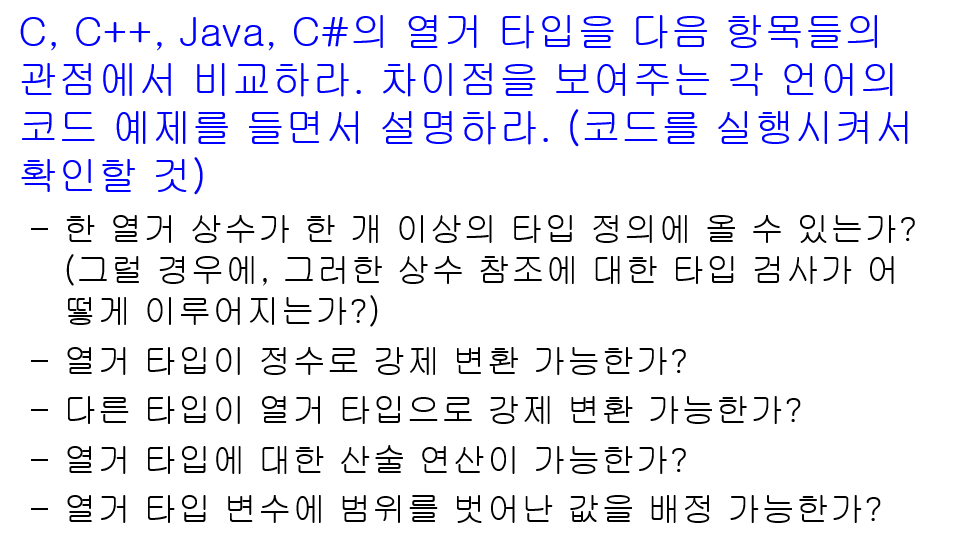 C, C++, Java, C#의 열거 타입을 다음 항목들의
관점에서 비교하라. 차이점을 보여주는 각 언어의
코드 예제를 들면서 설명하라. (코드를 실행시켜서
확인할 것)
– 한 열거 상수가 한 개 이상의 타입 정의에 올 수 있는가?
(그럴 경우에, 그러한 상수 참조에 대한 타입 검사가 어
떻게 이루어지는가?)
– 열거 타입이 정수로 강제 변환 가능한가?
– 다른 타입이 열거 타입으로 강제 변환 가능한가?
– 열거 타입에 대한 산술 연산이 가능한가?
– 열거 타입 변수에 범위를 벗어난 값을 배정 가능한가?